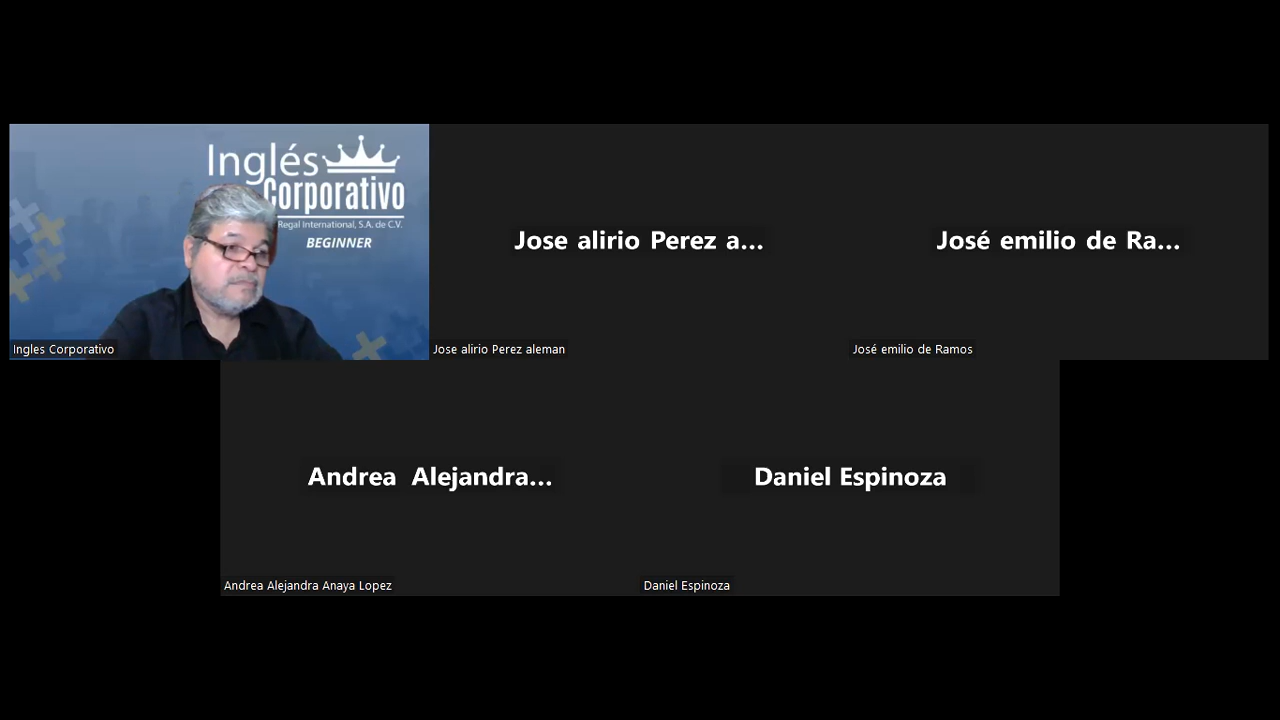 Inglés
Corporativo
Regal International, S.A. de C.V.
BEGINNER
Ingles Corporativo
Jose alirio Perez a...
Jose alirio Perez aleman
José emilio de Ra...
José emilio de Ramos
Andrea Alejandra...
Andrea Alejandra Anaya Lopez
Daniel Espinoza
Daniel Espinoza